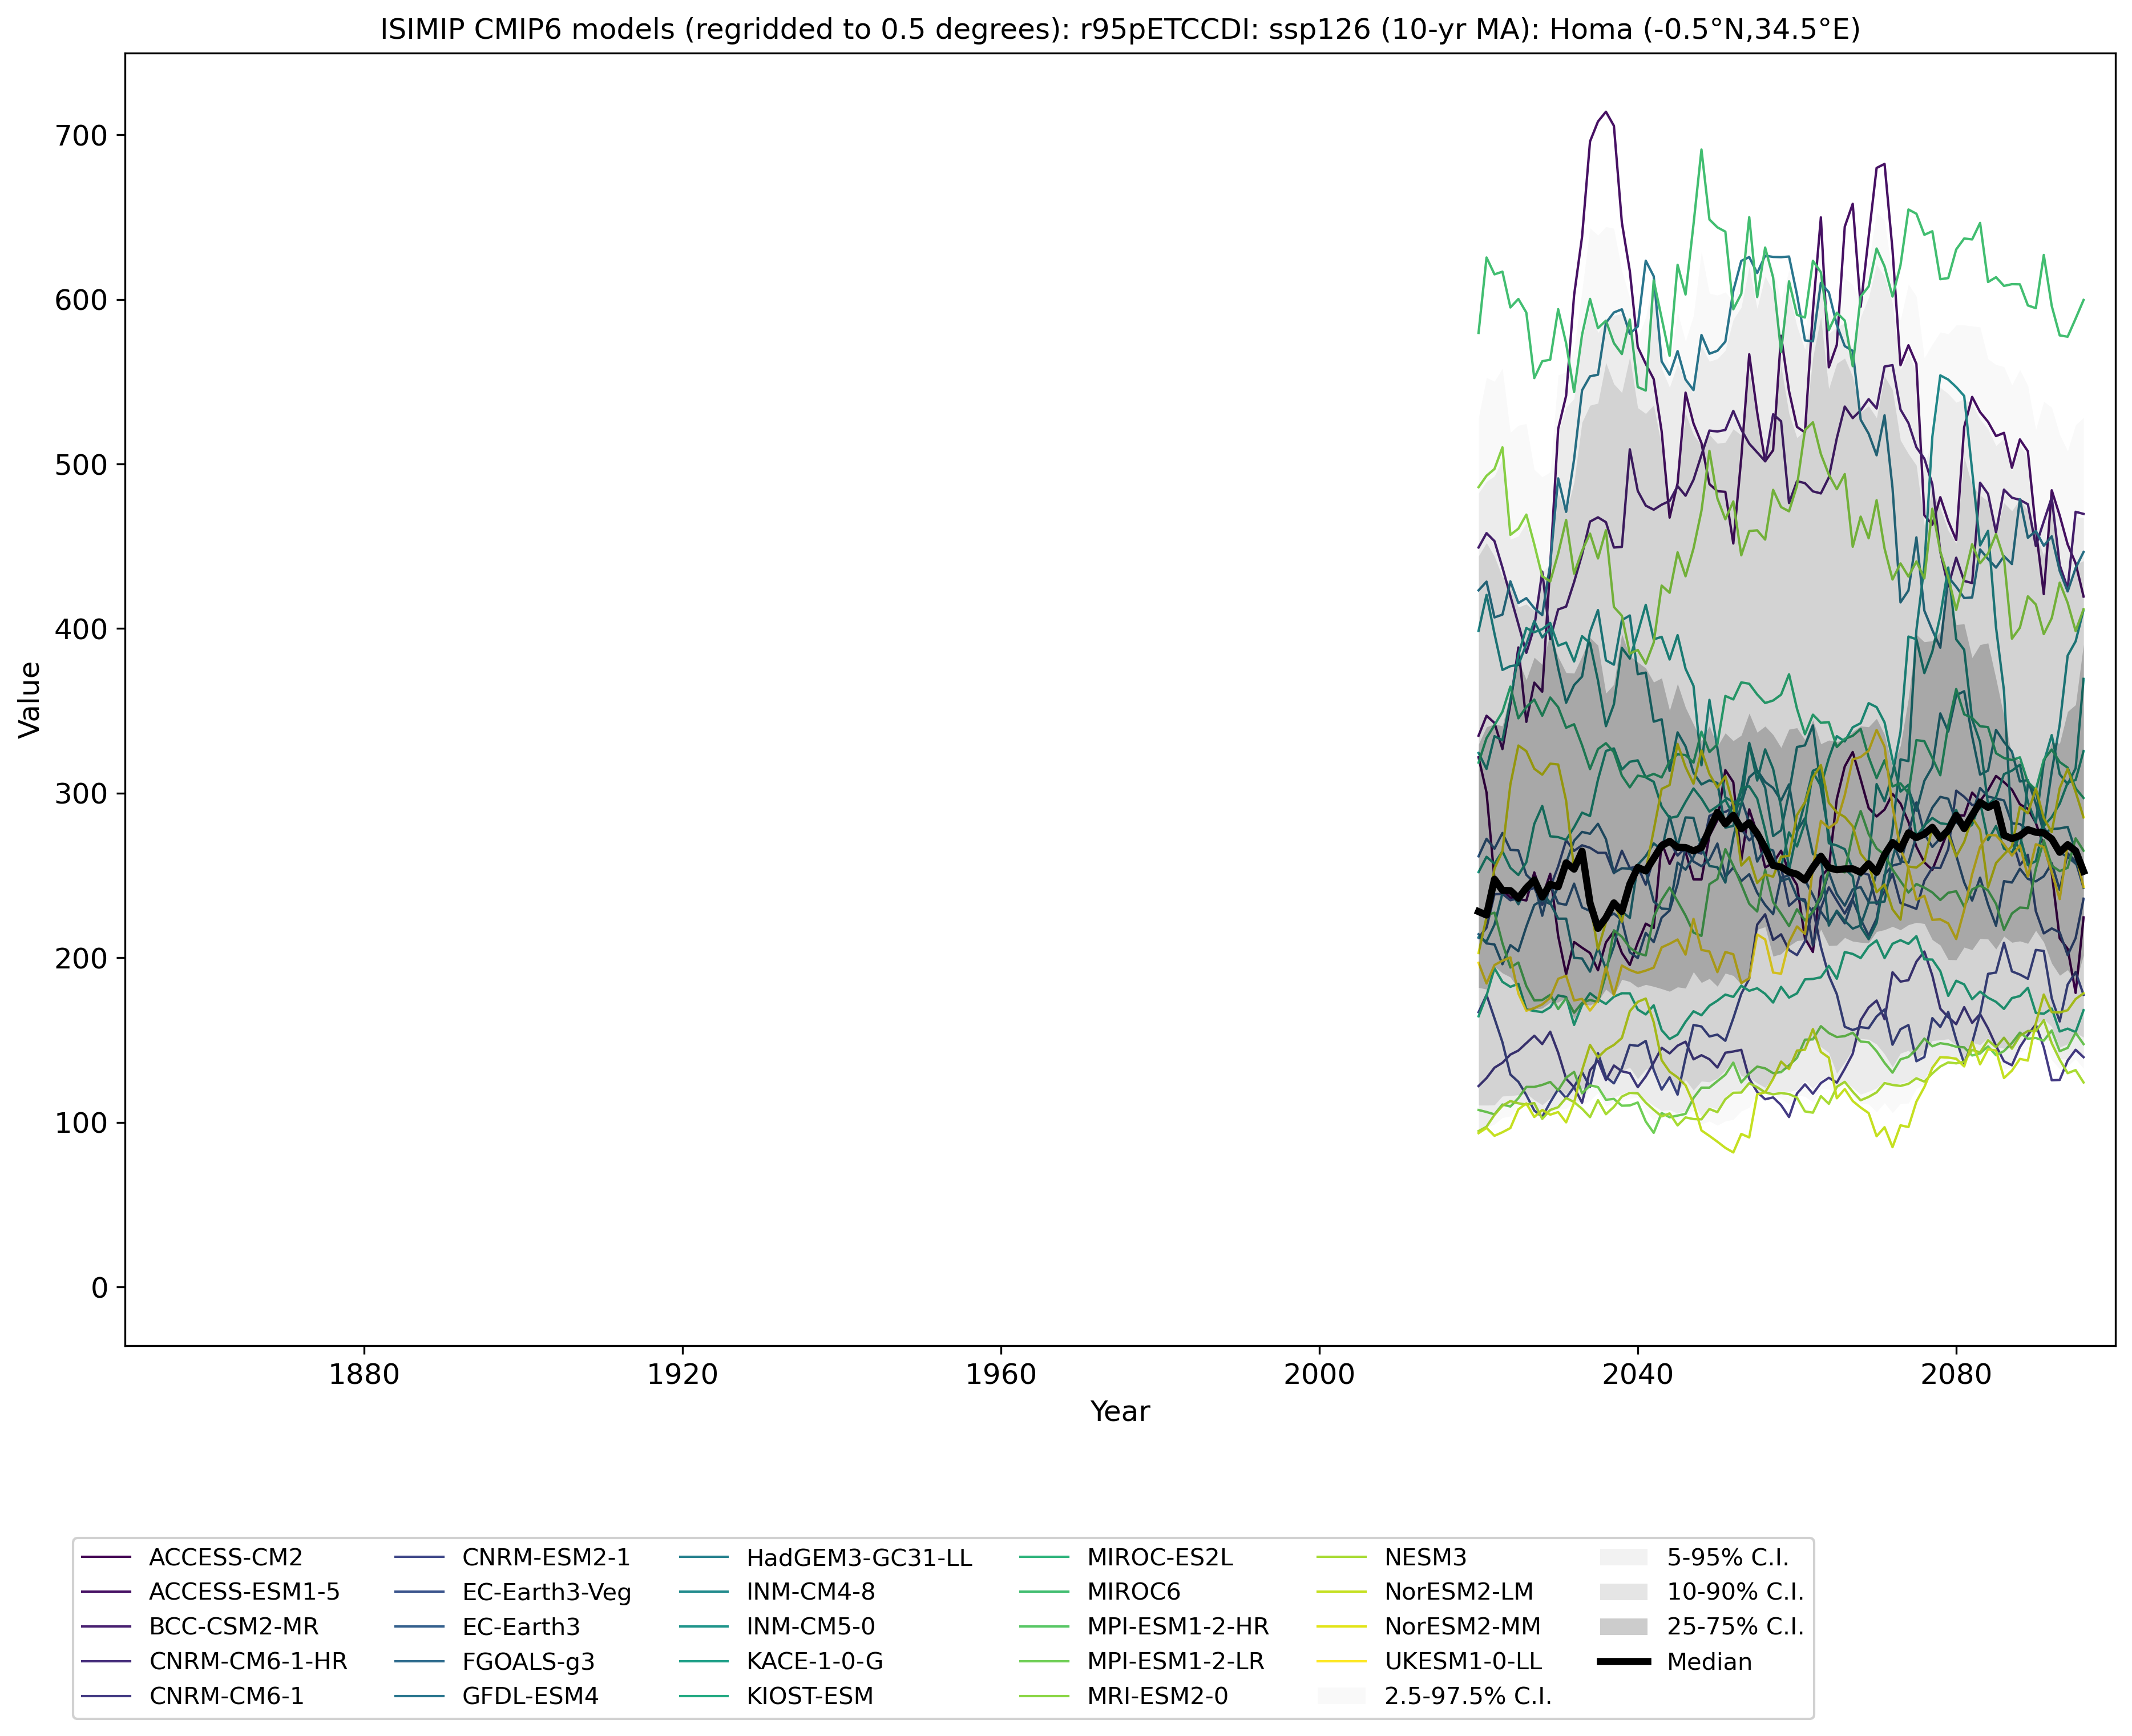 ISIMIP CMIP6 models (regridded to 0.5 degrees): r95pETCCDI: ssp126 (10-yr MA): Homa (-0.5°N,34.5°E)
700
600
500
400
300
200
100
0
Value
1880 1920 1960 2000 2040 2080
Year
ACCESS-CM2 CNRM-ESM2-1 HadGEM3-GC31-LL MIROC-ES2L NESM3 5-95% C.I.
ACCESS-ESM1-5 EC-Earth3-Veg INM-CM4-8 MIROC6 NorESM2-LM 10-90% C.I.
BCC-CSM2-MR EC-Earth3 INM-CM5-0 MPI-ESM1-2-HR NorESM2-MM 25-75% C.I.
CNRM-CM6-1-HR FGOALS-g3 KACE-1-0-G MPI-ESM1-2-LR UKESM1-0-LL Median
CNRM-CM6-1 GFDL-ESM4 KIOST-ESM MRI-ESM2-0 2.5-97.5% C.I.